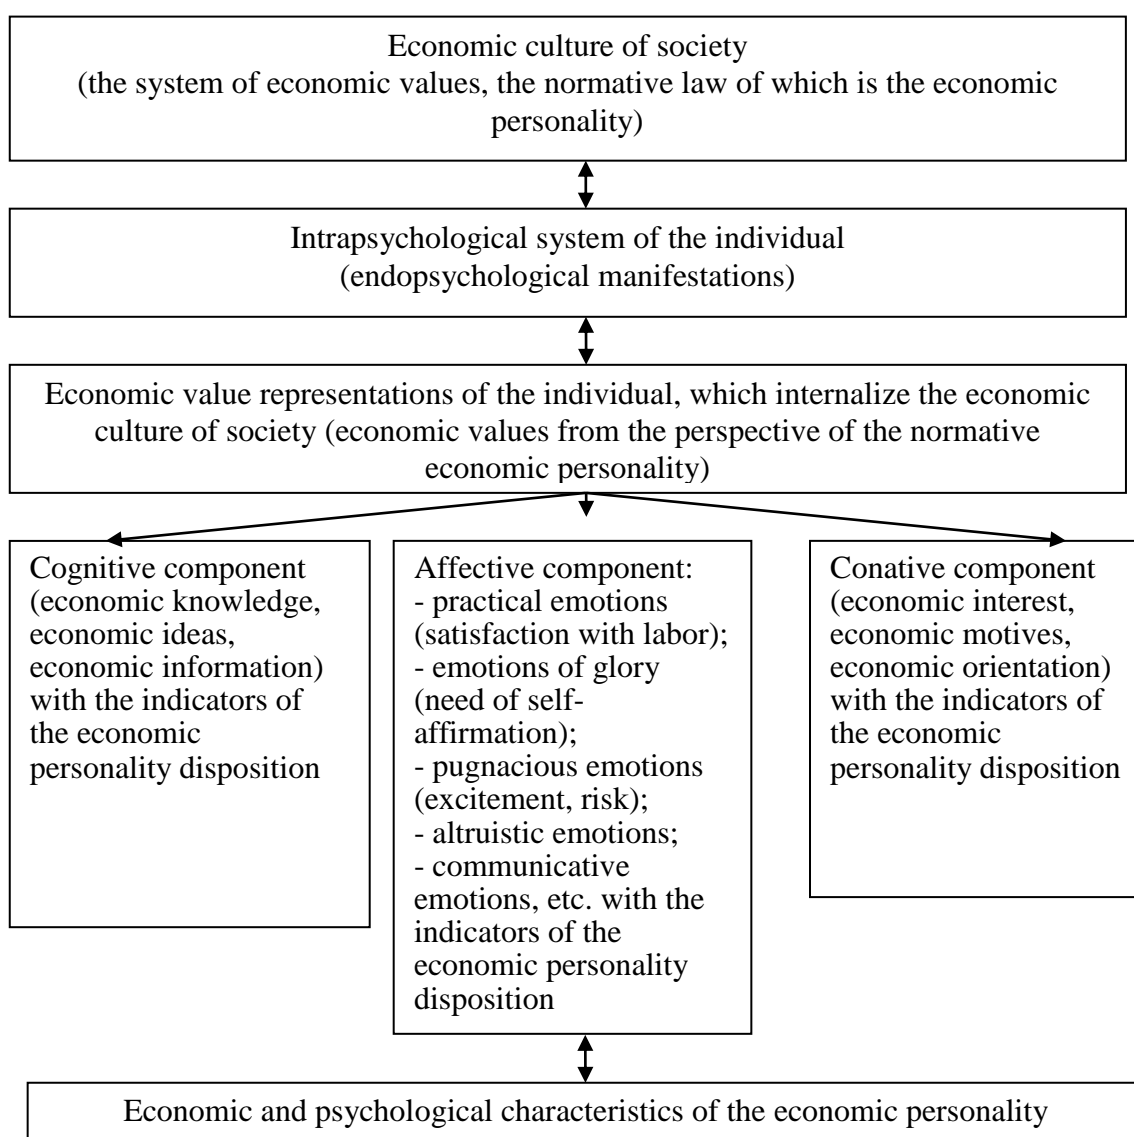 Economic culture of society
(the system of economic values, the normative law of which is the economic
personality)
Intrapsychological system of the individual
(endopsychological manifestations)
Economic value representations of the individual, which internalize the economic
culture of society (economic values from the perspective of the normative
economic personality)
Cognitive component
(economic knowledge,
economic ideas,
economic information)
with the indicators of
the economic
personality disposition
Affective component:
- practical emotions
(satisfaction with labor);
- emotions of glory
(need of self-
affirmation);
- pugnacious emotions
(excitement, risk);
- altruistic emotions;
- communicative
emotions, etc. with the
indicators of the
economic personality
disposition
Conative component
(economic interest,
economic motives,
economic orientation)
with the indicators of
the economic
personality disposition
Economic and psychological characteristics of the economic personality